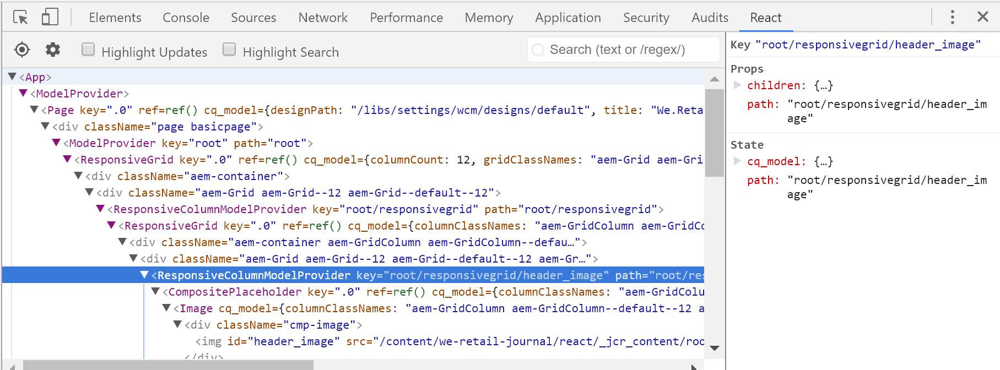 Elements Console Sources Network Performance Memory Application Security Audits React
Highlight Updates Highlight Search Search (text or /regex/)
<App>
<ModelProvider>
<Page key=".0" ref=ref() cq_model={designPath: "/libs/settings/wcm/designs/default", title: "We.Reta
<div className="page basicpage">
<ModelProvider key="root" path="root">
<ResponsiveGrid key=".0" ref=ref() cq_model={columnCount: 12, gridClassNames: "aem-Grid aem-Gri
<div className="aem-container">
<div className="aem-Grid aem-Grid--12 aem-Grid--default--12">
<ResponsiveColumnModelProvider key="root/responsivegrid" path="root/responsivegrid">
<ResponsiveGrid key=".0" ref=ref() cq_model={columnClassNames: "aem-GridColumn aem-GridCo
<div className="aem-container aem-GridColumn aem-GridColumn--defau…">
<div className="aem-Grid aem-Grid--12 aem-Grid--default--12 aem-Gr…">
<ResponsiveColumnModelProvider key="root/responsivegrid/header_image" path="root/res
<CompositePlaceholder key=".0" ref=ref() cq_model={columnClassNames: "aem-GridColu
<Image cq_model={columnClassNames: "aem-GridColumn aem-GridColumn--default--12 a
<div className="cmp-image">
<img id="header_image" src="/content/we-retail-journal/react/_jcr_content/roo
</div>
Key "root/responsivegrid/header_image"
Props
children: {…}
path: "root/responsivegrid/header_im
age"
State
cq_model: {…}
path: "root/responsivegrid/header_im
age"